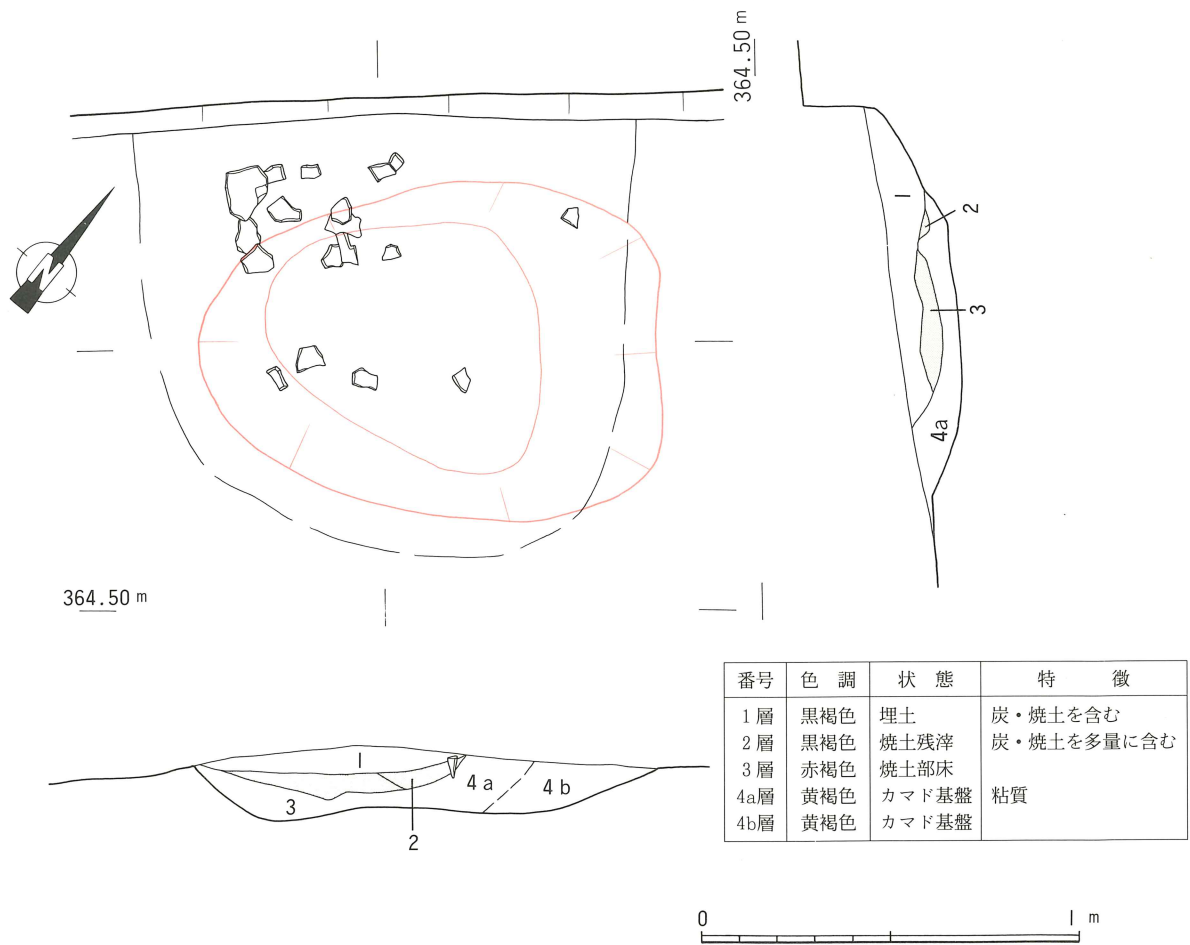 364.50 m
1
2
3
4a
N
364.50 m
1
3
2
4a
4b
番号 色 調 状 態 特 徴
1層 黒褐色 埋土 炭・焼土を含む
2層 黒褐色 焼土残滓 炭・焼土を多量に含む
3層 赤褐色 焼土部床
4a層 黄褐色 カマド基盤 粘質
4b層 黄褐色 カマド基盤
0 1 m